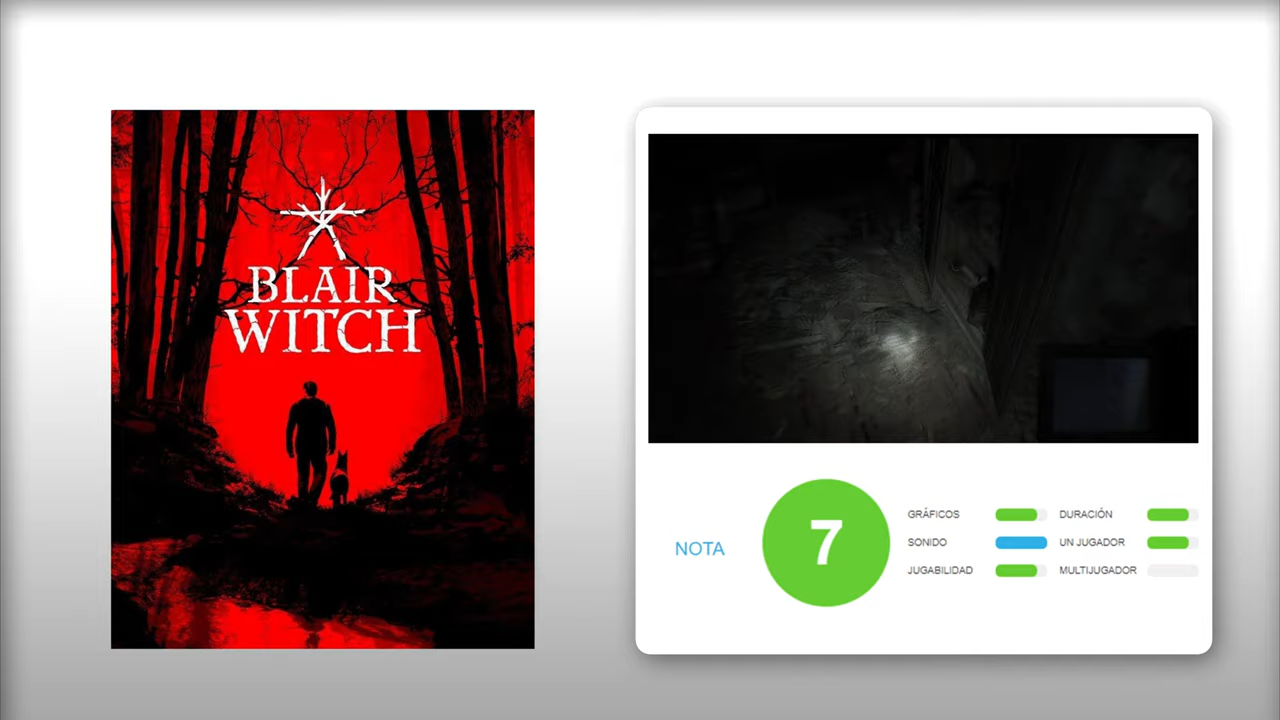 BLAIR
WITCH
NOTA
7
GRÁFICOS
DURACIÓN
SONIDO
UN JUGADOR
JUGABILIDAD
MULTIJUGADOR